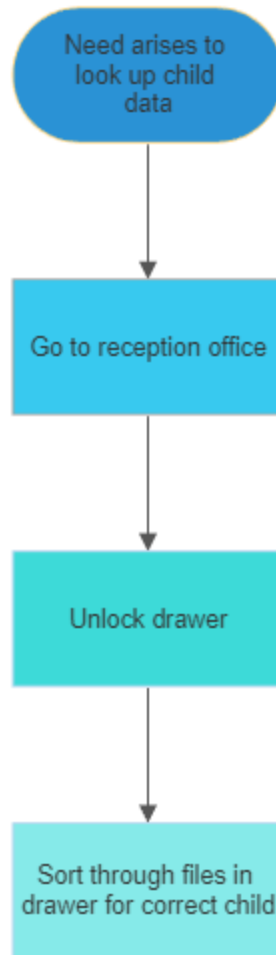 Need arises to
look up child
data
Go to reception office
Unlock drawer
Sort through files in
drawer for correct child